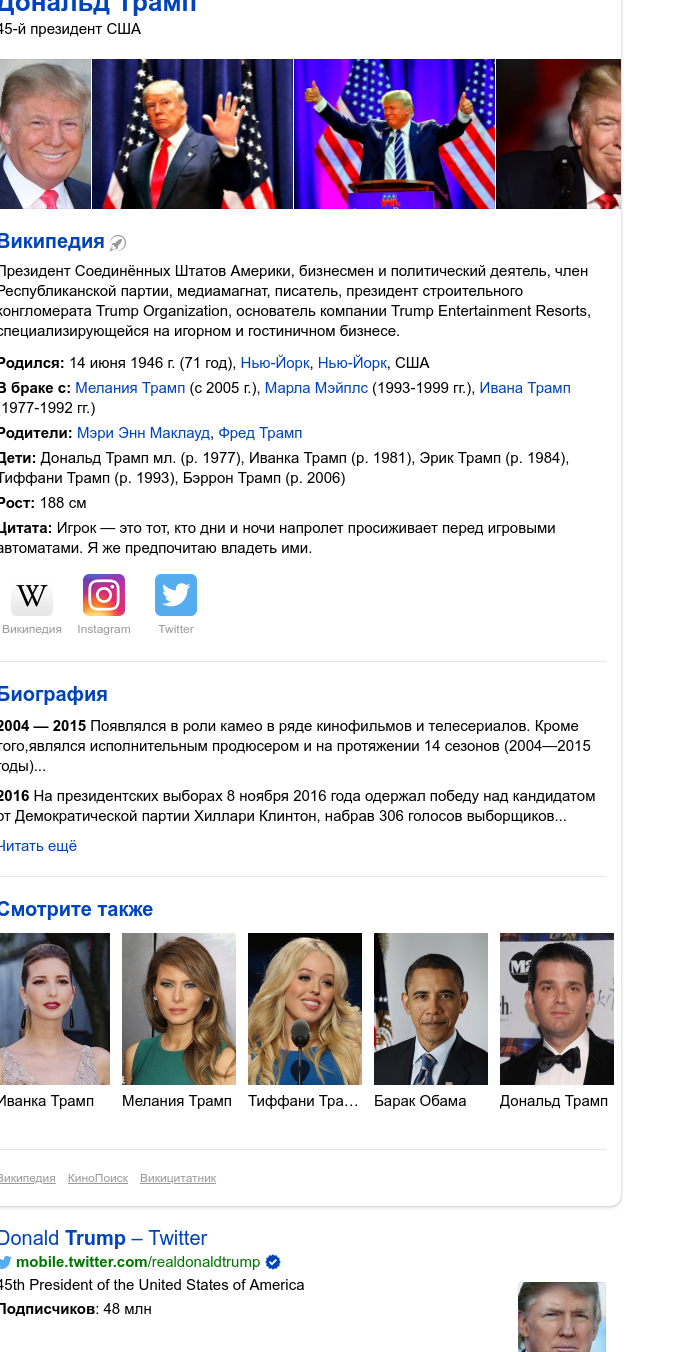 Дональд Трамп
45-й президент США
Википедия
Президент Соединённых Штатов Америки, бизнесмен и политический деятель, член
Республиканской партии, медиамагнат, писатель, президент строительного
конгломерата Trump Organization, основатель компании Trump Entertainment Resorts,
специализирующейся на игорном и гостиничном бизнесе.
Родился: 14 июня 1946 г. (71 год), Нью-Йорк, Нью-Йорк, США
В браке с: Мелания Трамп (с 2005 г.), Марла Мэйплс (1993-1999 гг.), Ивана Трамп
(1977-1992 гг.)
Родители: Мэри Энн Маклауд, Фред Трамп
Дети: Дональд Трамп мл. (р. 1977), Иванка Трамп (р. 1981), Эрик Трамп (р. 1984),
Тиффани Трамп (р. 1993), Бэррон Трамп (р. 2006)
Рост: 188 см
Цитата: Игрок — это тот, кто дни и ночи напролет просиживает перед игровыми
автоматами. Я же предпочитаю владеть ими.
W
Википедия Instagram Twitter
Биография
2004 — 2015 Появлялся в роли камео в ряде кинофильмов и телесериалов. Кроме
того,являлся исполнительным продюсером и на протяжении 14 сезонов (2004—2015
годы)...
2016 На президентских выборах 8 ноября 2016 года одержал победу над кандидатом
от Демократической партии Хиллари Клинтон, набрав 306 голосов выборщиков...
Читать ещё
Смотрите также
Иванка Трамп Мелания Трамп Тиффани Тра... Барак Обама Дональд Трамп
Википедия КиноПоиск Викицитатник
Donald Trump – Twitter
mobile.twitter.com/realdonaldtrump
45th President of the United States of America
Подписчиков: 48 млн